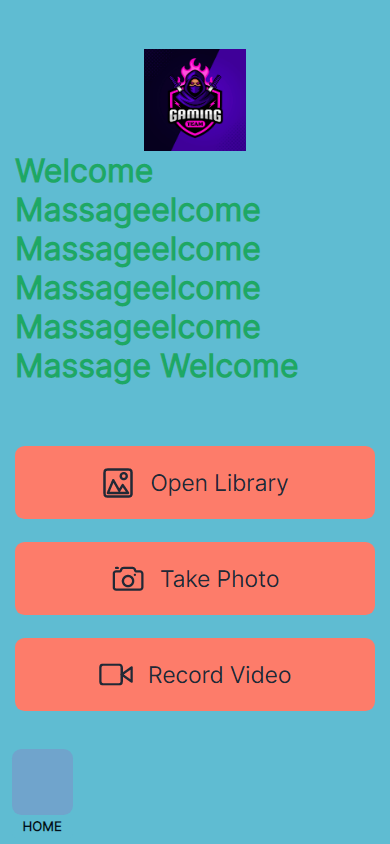 GAMING
TEAM
Welcome
Massageelcome
Massageelcome
Massageelcome
Massageelcome
Massage Welcome
Open Library
Take Photo
Record Video
HOME